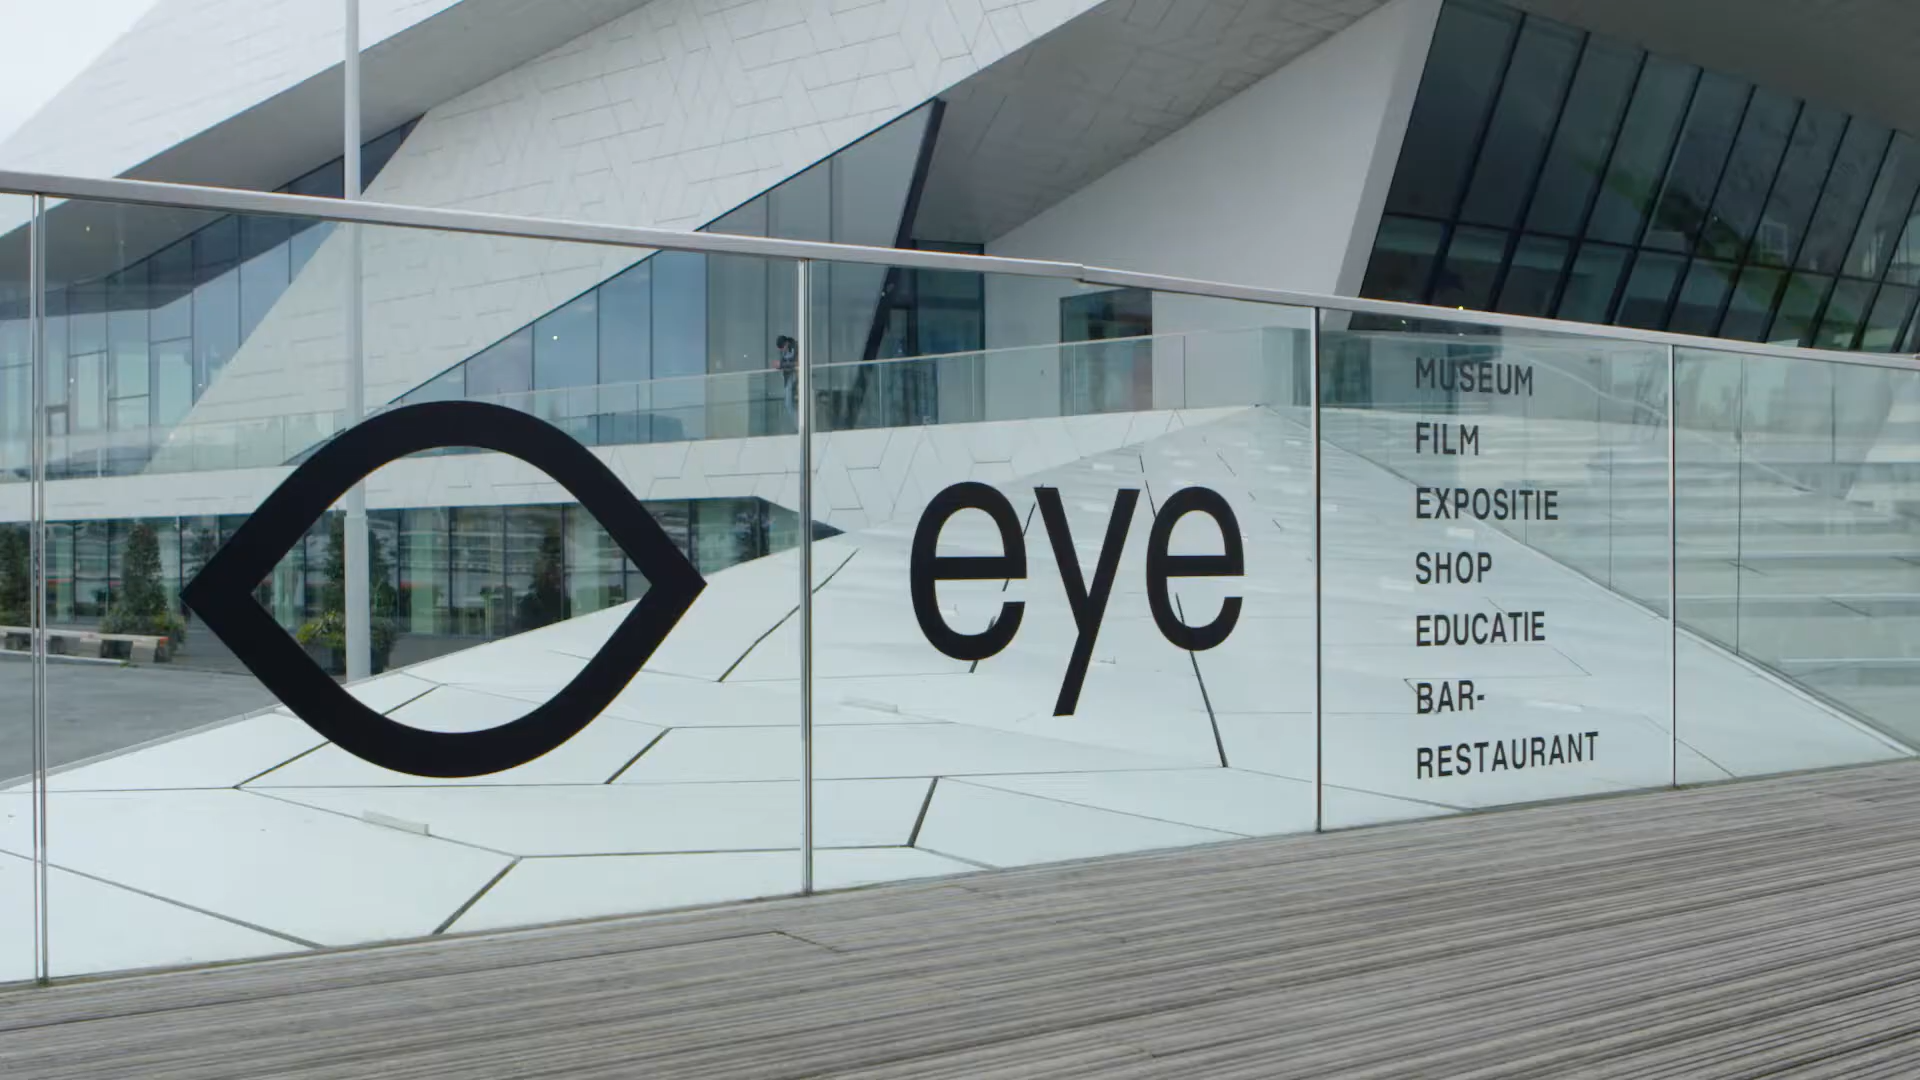 eye
MUSEUM
FILM
EXPOSITIE
SHOP
EDUCATIE
BAR-
RESTAURANT